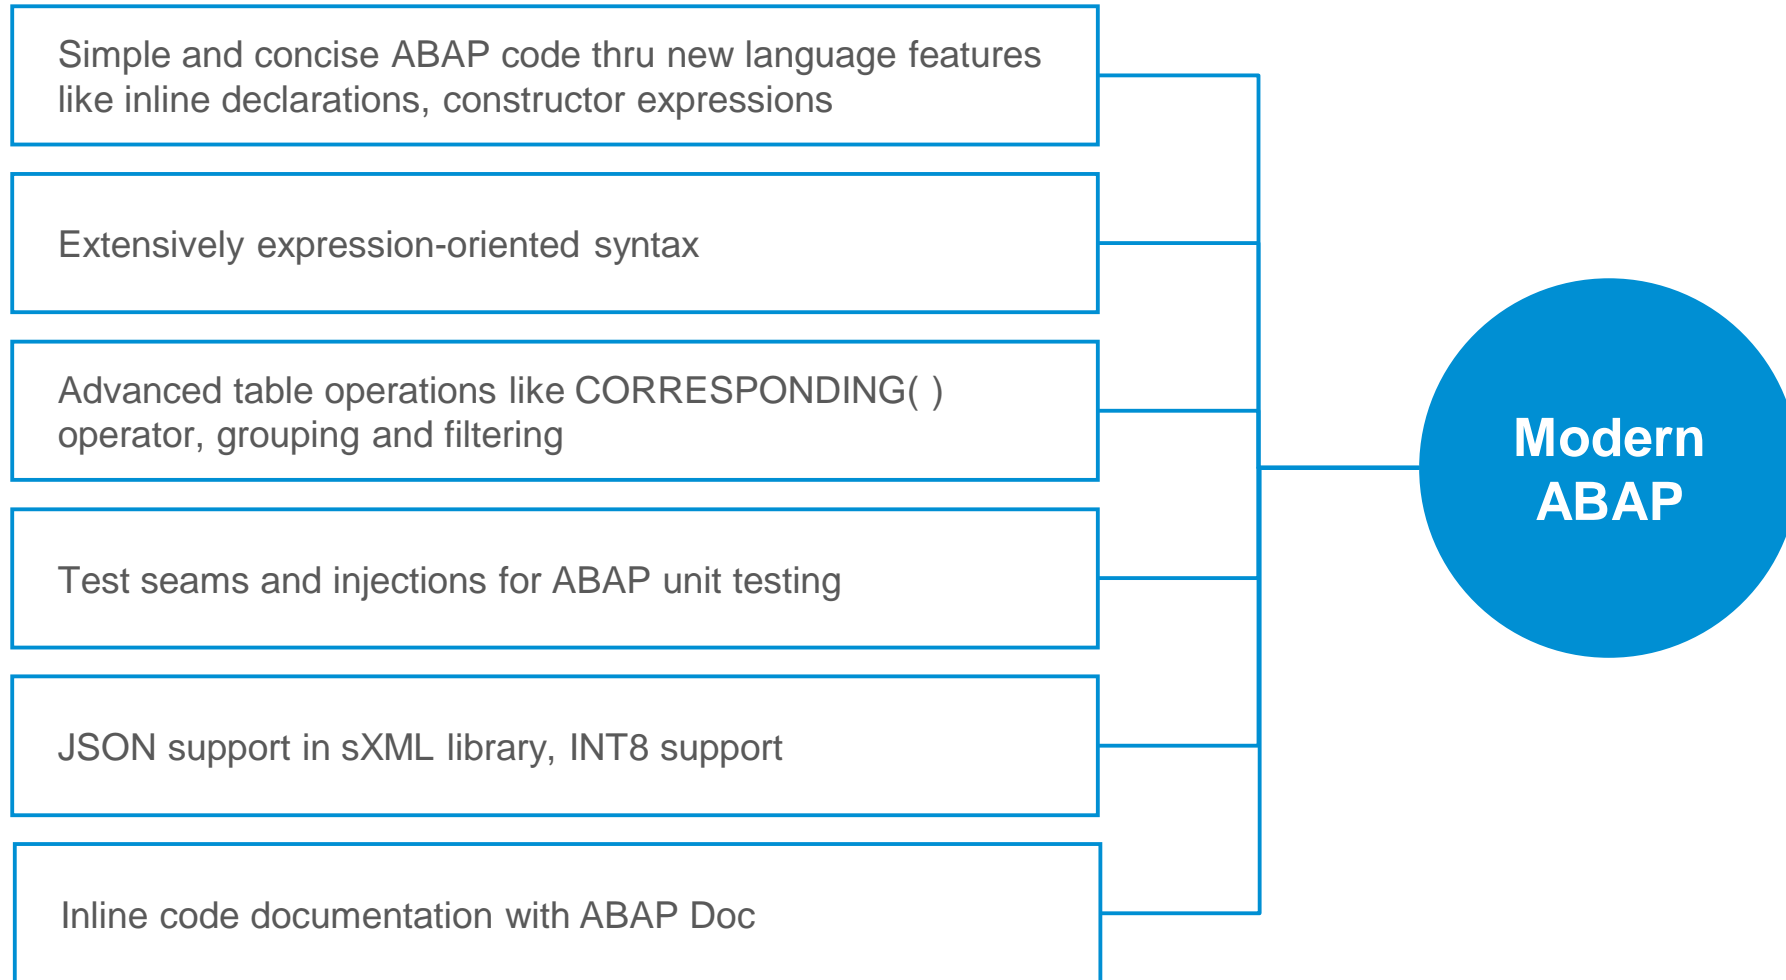 Simple and concise ABAP code thru new language features
like inline declarations, constructor expressions
Extensively expression-oriented syntax
Advanced table operations like CORRESPONDING( )
operator, grouping and filtering
Test seams and injections for ABAP unit testing
JSON support in sXML library, INT8 support
Inline code documentation with ABAP Doc
Modern
ABAP